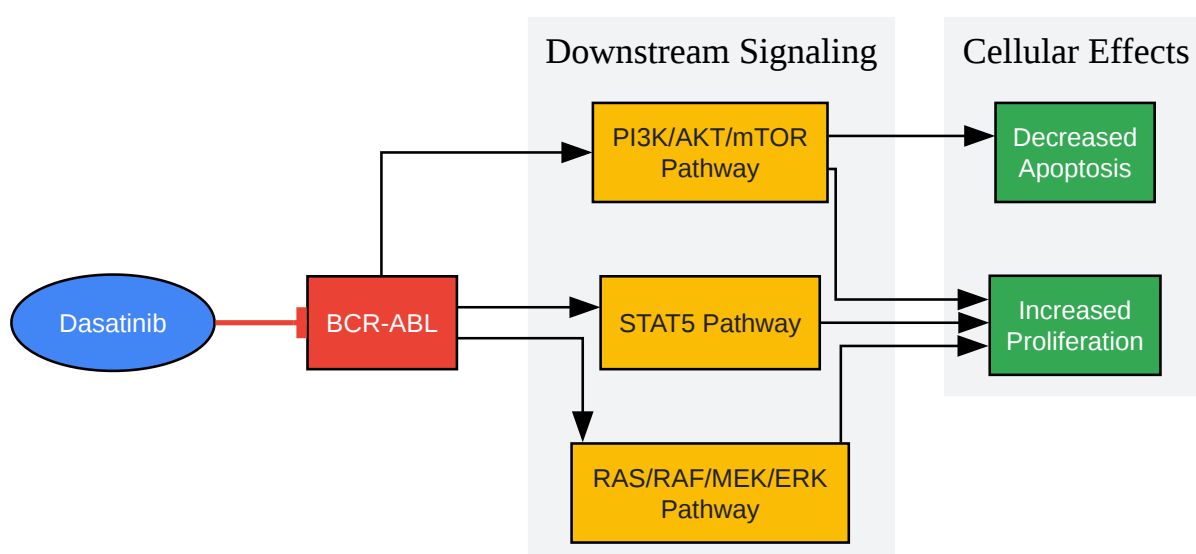 Downstream Signaling
Cellular Effects
PI3K/AKT/mTOR
Pathway
Decreased
Apoptosis
Dasatinib
BCR-ABL
STAT5 Pathway
Increased
Proliferation
RAS/RAF/MEK/ERK
Pathway